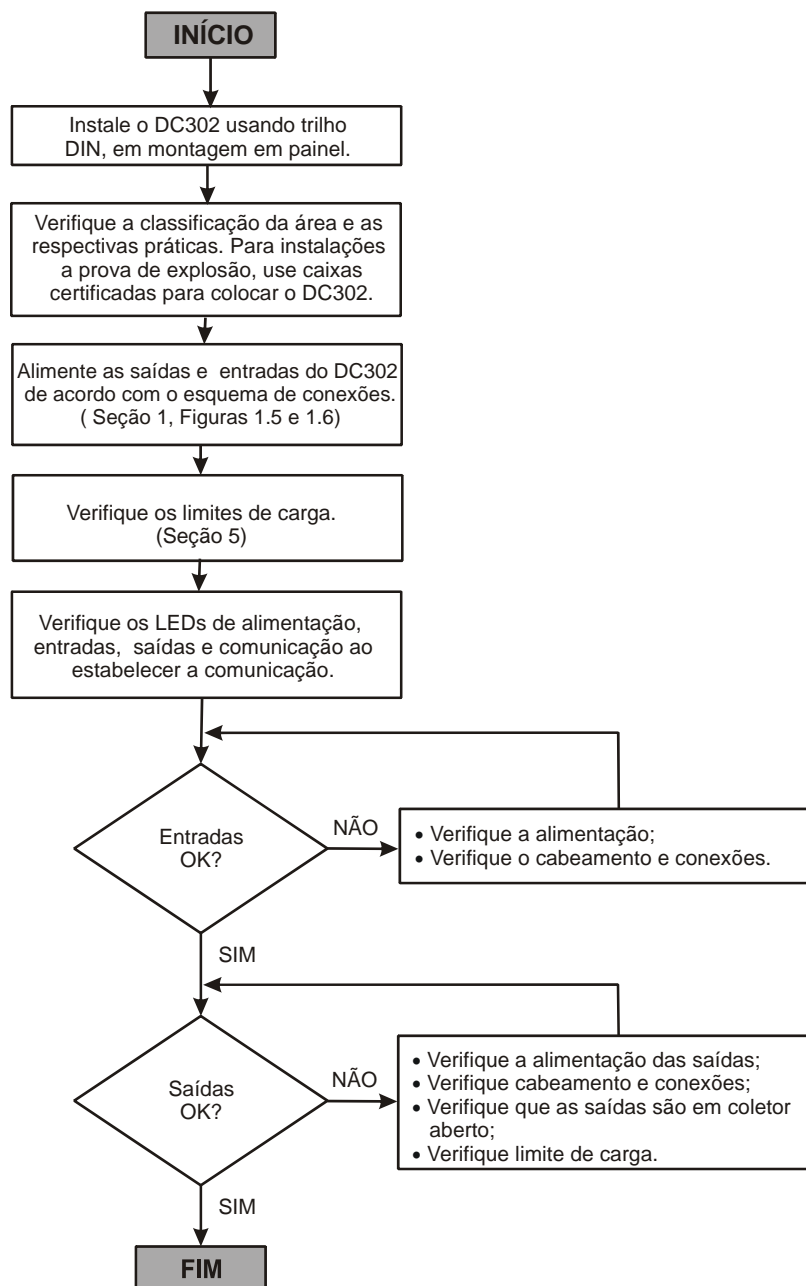 INÍCIO
Instale o DC302 usando trilho
DIN, em montagem em painel.
Verifique a classificação da área e as
respectivas práticas. Para instalações
a prova de explosão, use caixas
certificadas para colocar o DC302.
Alimente as saídas e entradas do DC302
de acordo com o esquema de conexões.
( Seção 1, Figuras 1.5 e 1.6)
Verifique os limites de carga.
(Seção 5)
Verifique os LEDs de alimentação,
entradas, saídas e comunicação ao
estabelecer a comunicação.
Entradas
OK?
NÃO
• Verifique a alimentação;
• Verifique o cabeamento e conexões.
SIM
Saídas
OK?
NÃO
• Verifique a alimentação das saídas;
• Verifique cabeamento e conexões;
• Verifique que as saídas são em coletor
aberto;
• Verifique limite de carga.
SIM
FIM